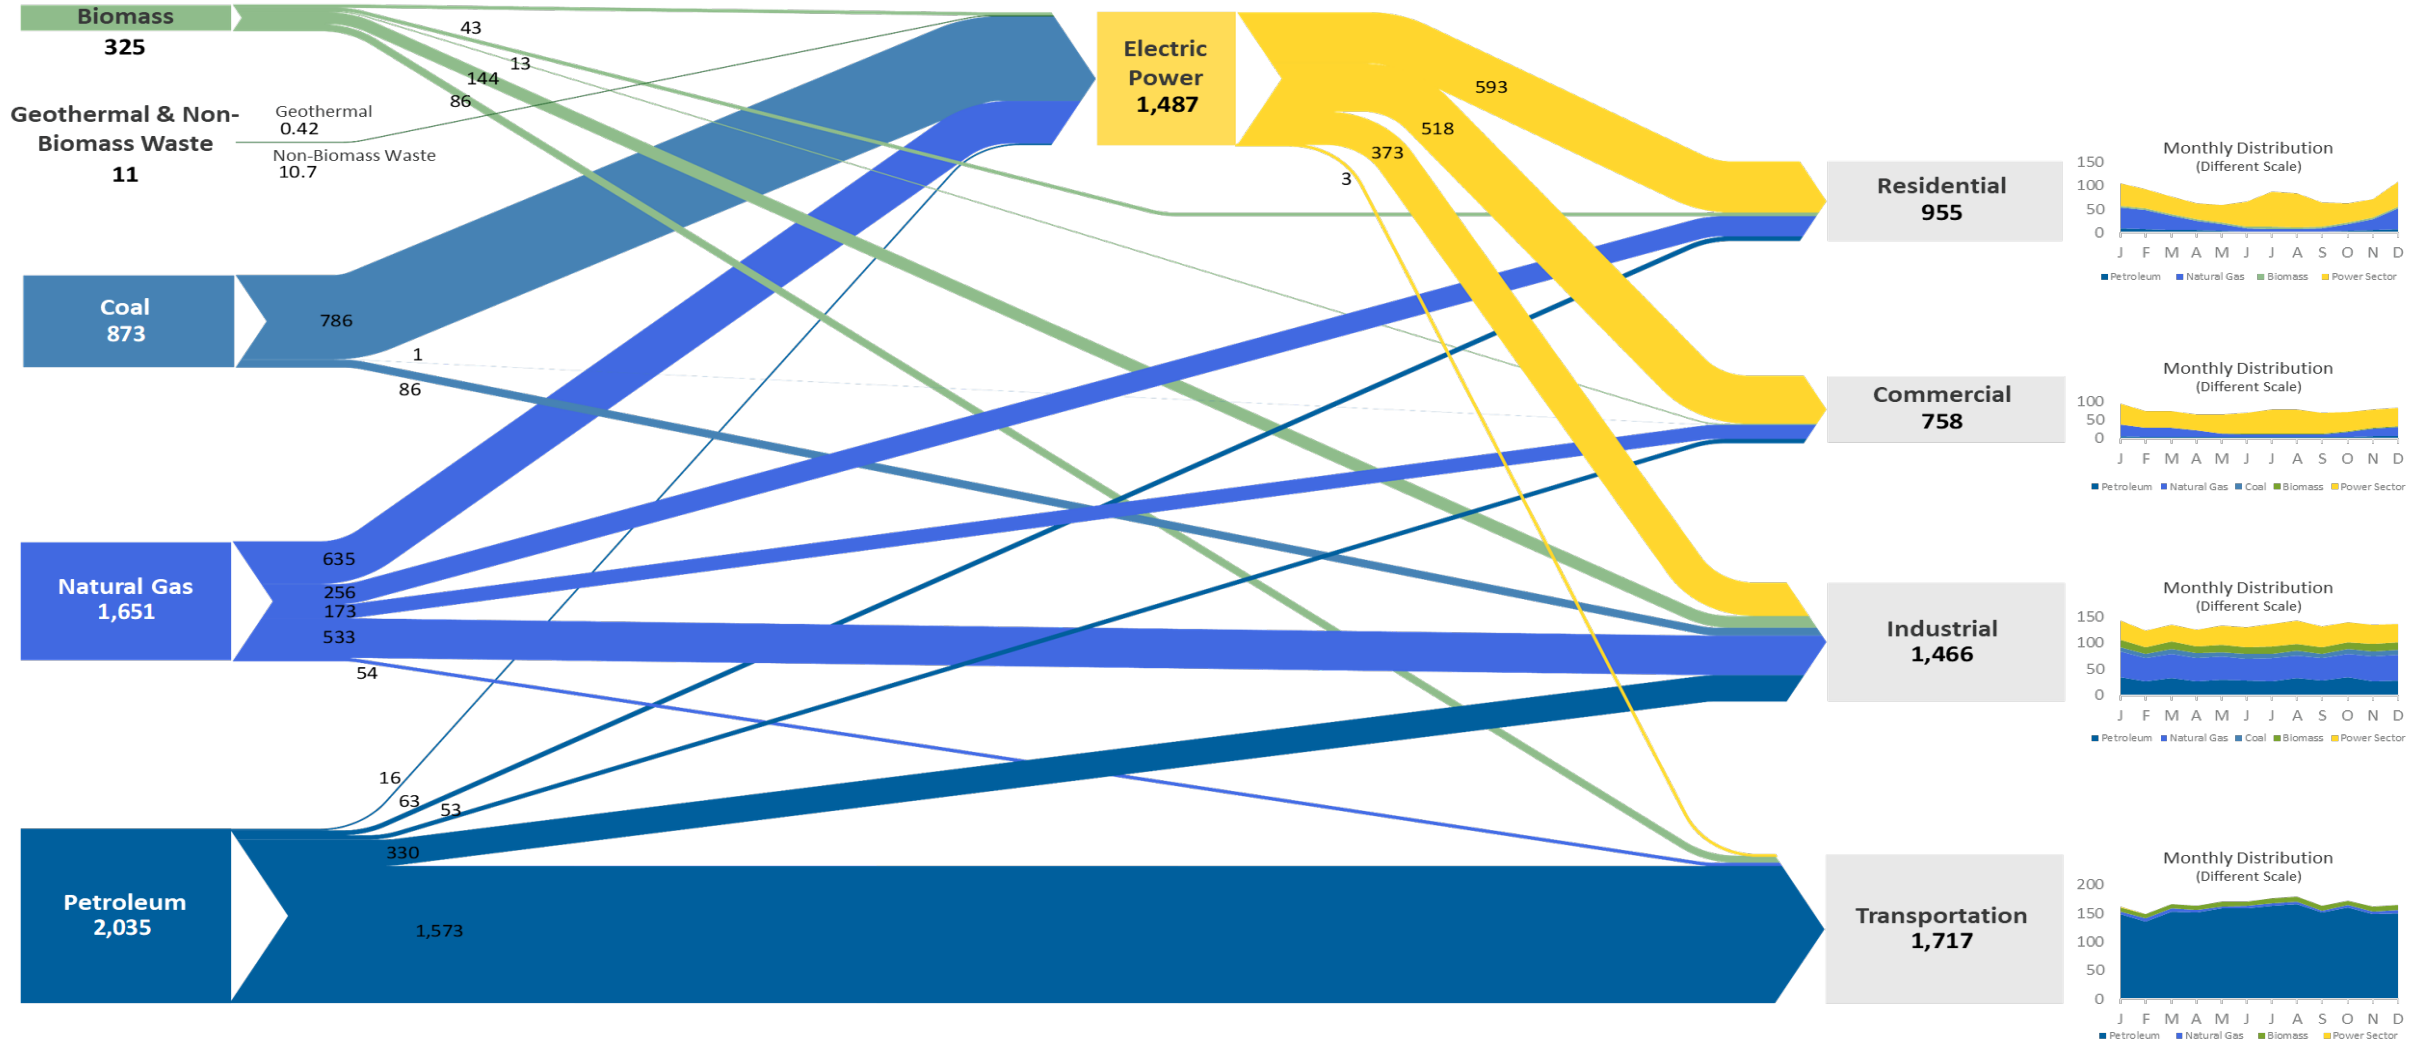 Biomass
325
43
13
144
86
Geothermal & Non-
Biomass Waste
11
Geothermal
0.42
Non-Biomass Waste
10.7
Coal
873
786
1
86
Natural Gas
1,651
635
256
173
533
54
Petroleum
2,035
16
63
53
330
1,573
Electric
Power
1,487
593
518
373
3
Residential
955
Monthly Distribution
(Different Scale)
150
100
50
0
J F M A M J J A S O N D
Petroleum Natural Gas Biomass Power Sector
Commercial
758
Monthly Distribution
(Different Scale)
100
50
0
J F M A M J J A S O N D
Petroleum Natural Gas Coal Biomass Power Sector
Industrial
1,466
Monthly Distribution
(Different Scale)
150
100
50
0
J F M A M J J A S O N D
Petroleum Natural Gas Coal Biomass Power Sector
Transportation
1,717
Monthly Distribution
(Different Scale)
200
150
100
50
0
J F M A M J J A S O N D
Petroleum Natural Gas Biomass Power Sector